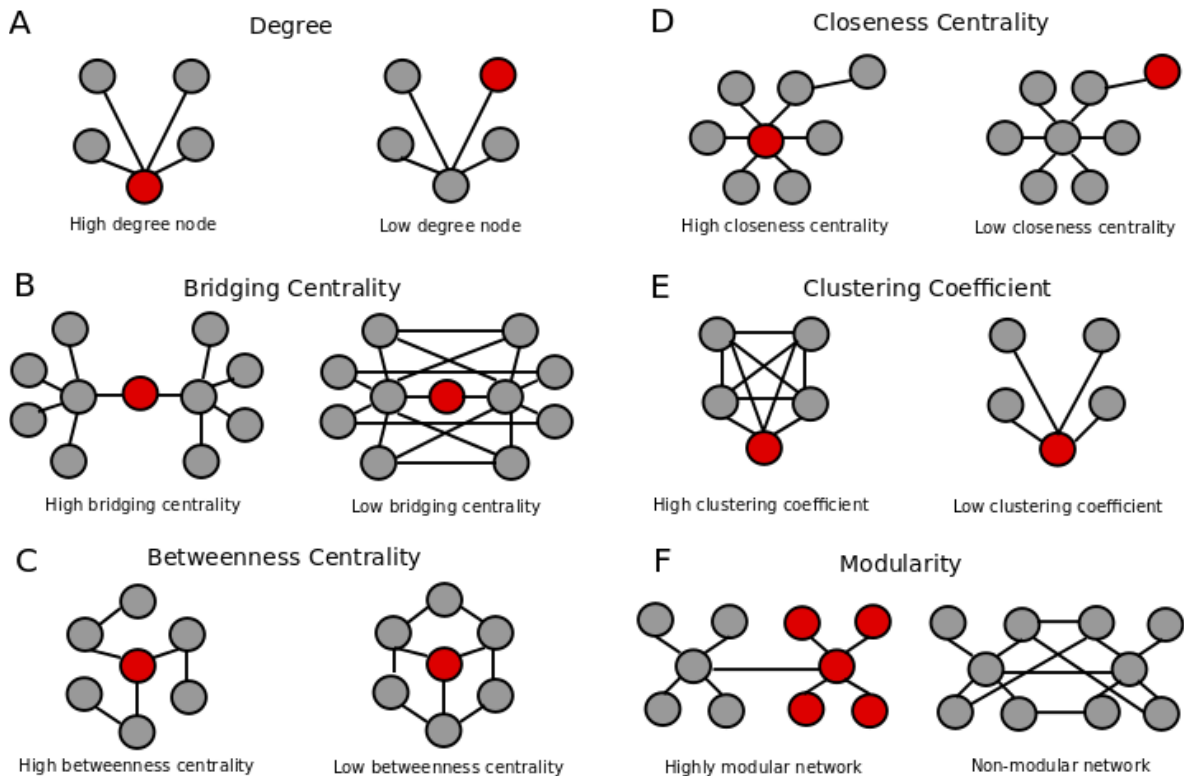 A
Degree
High degree node
Low degree node
B
Bridging Centrality
High bridging centrality
Low bridging centrality
C
Betweenness Centrality
High betweenness centrality
Low betweenness centrality
D
Closeness Centrality
High closeness centrality
Low closeness centrality
E
Clustering Coefficient
High clustering coefficient
Low clustering coefficient
F
Modularity
Highly modular network
Non-modular network